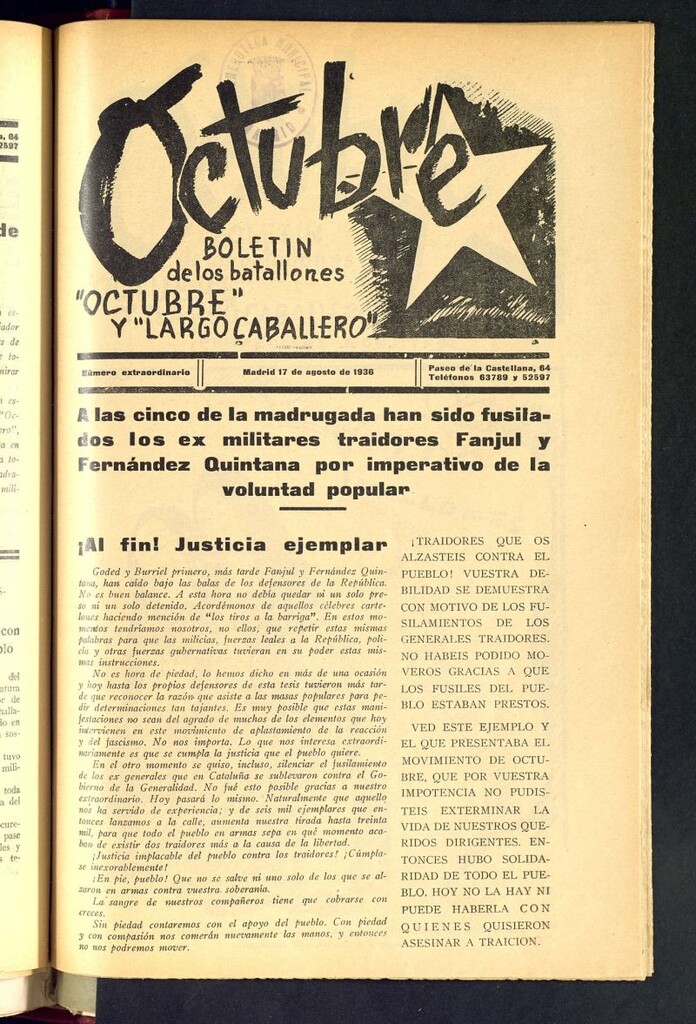 Octubre
BOLETIN
de los batallones
"OCTUBRE"
Y "LARGO CABALLERO"
Número extraordinario
Madrid 17 de agosto de 1936
Paseo de la Castellana, 64
Teléfonos 63789 y 52597
A las cinco de la madrugada han sido fusila-
dos los ex militares traidores Fanjul y
Fernández Quintana por imperativo de la
voluntad popular
¡Al fin! Justicia ejemplar
Goded y Burriel primero, más tarde Fanjul y Fernández Quin-
tana, han caído bajo las balas de los defensores de la República.
No es buen balance. A esta hora no debía quedar ni un solo pre-
so ni un solo detenido. Acordémonos de aquellos célebres carte-
lones haciendo mención de "los tiros a la barriga". En estos mo-
mentos tendríamos nosotros, no ellos, que repetir estas mismas
palabras para que las milicias, fuerzas leales a la República, poli-
cía y otras fuerzas gubernativas tuvieran en su poder estas mis-
mas instrucciones.
No es hora de piedad, lo hemos dicho en más de una ocasión
y hoy hasta los propios defensores de esta tesis tuvieron más tar-
de que reconocer la razón que asiste a las masas populares para pe-
dir determinaciones tan tajantes. Es muy posible que estas mani-
festaciones no sean del agrado de muchos de los elementos que hoy
intervienen en este movimiento de aplastamiento de la reacción
y del fascismo. No nos importa. Lo que nos interesa extraordi-
nariamente es que se cumpla la justicia que el pueblo quiere.
En el otro momento se quiso, incluso, silenciar el fusilamiento
de los ex generales que en Cataluña se sublevaron contra el Go-
bierno de la Generalidad. No fué esto posible gracias a nuestro
extraordinario. Hoy pasará lo mismo. Naturalmente que aquello
nos ha servido de experiencia; y de seis mil ejemplares que en-
tonces lanzamos a la calle, aumenta nuestra tirada hasta treinta
mil, para que todo el pueblo en armas sepa en qué momento aca-
ban de existir dos traidores más a la causa de la libertad.
¡Justicia implacable del pueblo contra los traidores! ¡Cúmpla-
se inexorablemente!
¡En pie, pueblo! Que no se salve ni uno solo de los que se al-
zaron en armas contra vuestra soberanía.
La sangre de nuestros compañeros tiene que cobrarse con
creces.
Sin piedad contaremos con el apoyo del pueblo. Con piedad
y con compasión nos comerán nuevamente las manos, y entonces
no nos podremos mover.
¡TRAIDORES QUE OS
ALZASTEIS CONTRA EL
PUEBLO! VUESTRA DE-
BILIDAD SE DEMUESTRA
CON MOTIVO DE LOS FU-
SILAMIENTOS DE LOS
GENERALES TRAIDORES.
NO HABEIS PODIDO MO-
VEROS GRACIAS A QUE
LOS FUSILES DEL PUE-
BLO ESTABAN PRESTOS.
VED ESTE EJEMPLO Y
EL QUE PRESENTABA EL
MOVIMIENTO DE OCTU-
BRE, QUE POR VUESTRA
IMPOTENCIA NO PUDIS-
TEIS EXTERMINAR LA
VIDA DE NUESTROS QUE-
RIDOS DIRIGENTES. EN-
TONCES HUBO SOLIDA-
RIDAD DE TODO EL PUE-
BLO. HOY NO LA HAY NI
PUEDE HABERLA CON
QUIENES QUISIERON
ASESINAR A TRAICION.